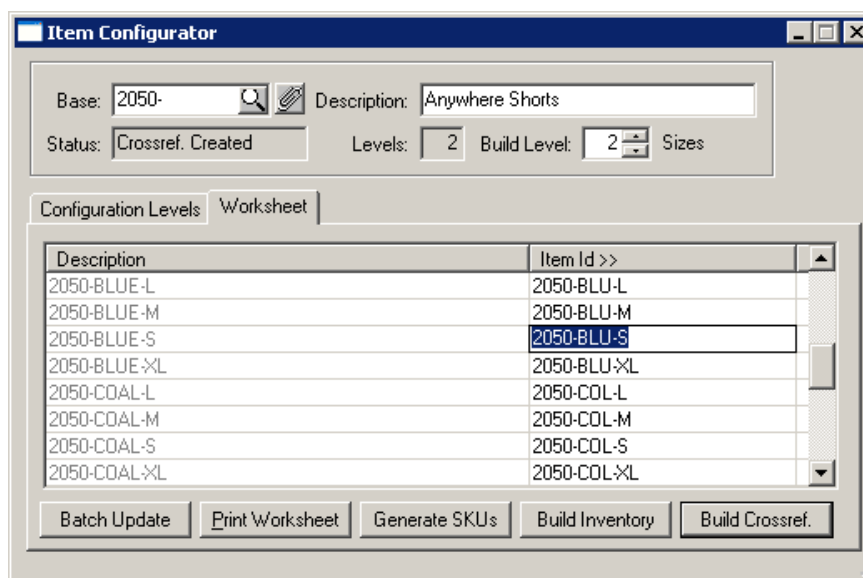 Item Configurator
Base: 2050- Description: Anywhere Shorts
Status: Crossref. Created Levels: 2 Build Level: 2 Sizes
Configuration Levels Worksheet
Description Item Id >>
2050-BLUE-L 2050-BLU-L
2050-BLUE-M 2050-BLU-M
2050-BLUE-S 2050-BLU-S
2050-BLUE-XL 2050-BLU-XL
2050-COAL-L 2050-COL-L
2050-COAL-M 2050-COL-M
2050-COAL-S 2050-COL-S
2050-COAL-XL 2050-COL-XL
Batch Update Print Worksheet Generate SKUs Build Inventory Build Crossref.